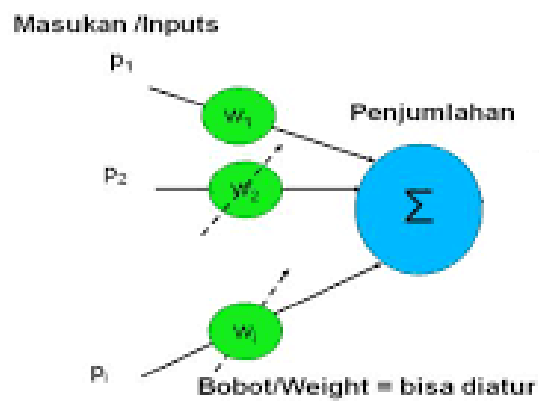 Masukan /Inputs
p1
w1
Penjumlahan
p2
w2
Σ
wi
pi
Bobot/Weight = bisa diatur